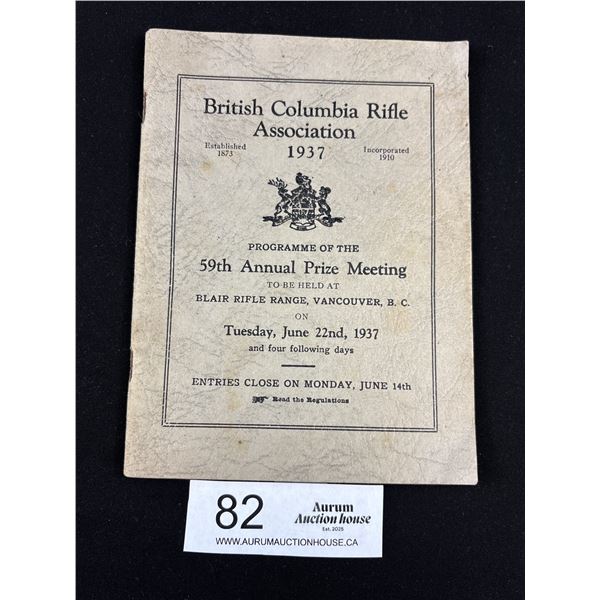 British Columbia Rifle
Association
Established
1873
1937
Incorporated
1910
PROGRAMME OF THE
59th Annual Prize Meeting
TO BE HELD AT
BLAIR RIFLE RANGE, VANCOUVER, B. C.
ON
Tuesday, June 22nd, 1937
and four following days
ENTRIES CLOSE ON MONDAY, JUNE 14th
Read the Regulations
82
Aurum
Auction house
Est. 2025
WWW.AURUMAUCTIONHOUSE.CA